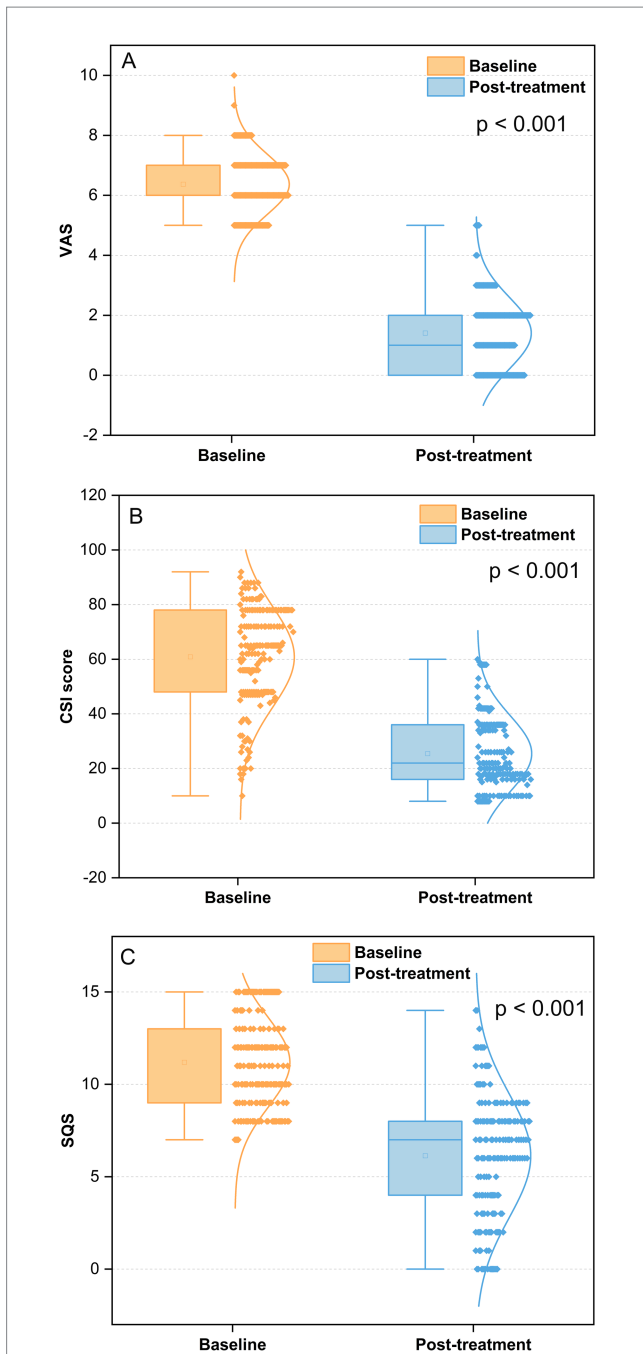 A
Baseline
Post-treatment
p < 0.001
10
8
6
4
2
0
-2
VAS
Baseline
Post-treatment
B
Baseline
Post-treatment
p < 0.001
120
100
80
60
40
20
0
-20
CSI score
Baseline
Post-treatment
C
Baseline
Post-treatment
p < 0.001
15
10
5
0
SQS
Baseline
Post-treatment